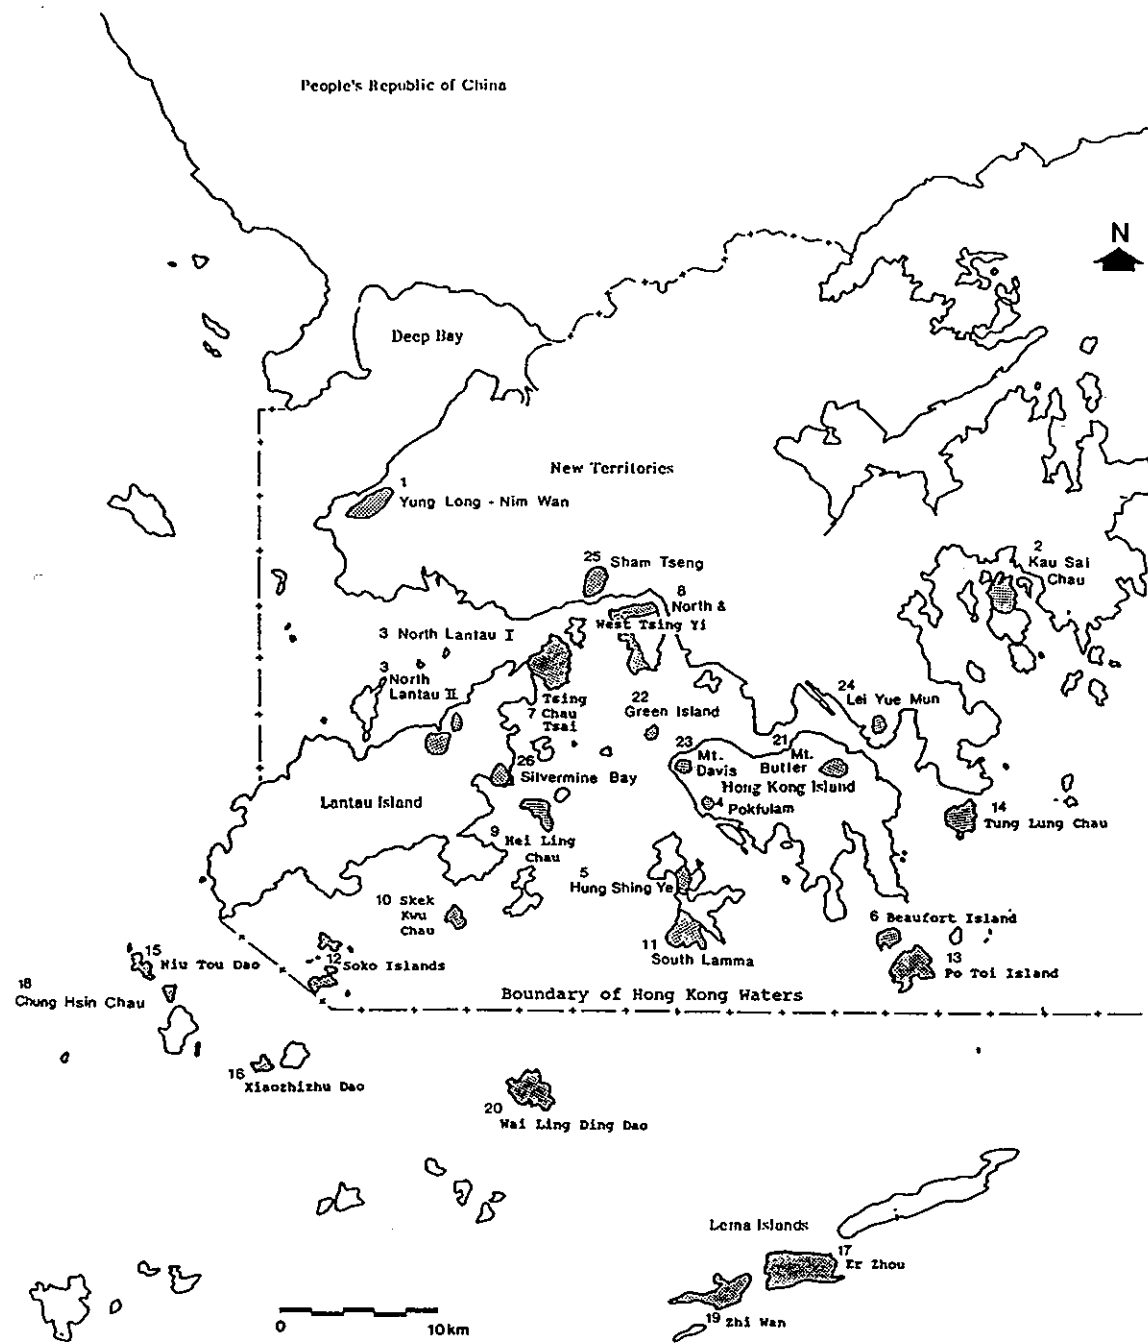 People's Republic of China
N
Deep Bay
New Territories
1
Yung Long - Nim Wan
25 Sham Tseng
2
Kau Sai
Chau
8
North &
West Tsing Yi
3 North Lantau I
3
North
Lantau II
7
Tsing
Chau
Tsai
22
Green Island
24
Lei Yue Mun
23
Mt.
Davis
21
Mt.
Butler
Hong Kong Island
4
Pokfulam
26
Silvermine Bay
Lantau Island
14
Tung Lung Chau
9
Hei Ling
Chau
5
Hung Shing Ye
10 Skek
Kwu
Chau
6 Beaufort Island
11
South Lamma
13
Po Toi Island
12
Soko Islands
15
Niu Tou Dao
18
Chung Hsin Chau
Boundary of Hong Kong Waters
16
Xiaozhizhu Dao
20
Wai Ling Ding Dao
Lema Islands
17
Er Zhou
19 Zhi Wan
0 10km